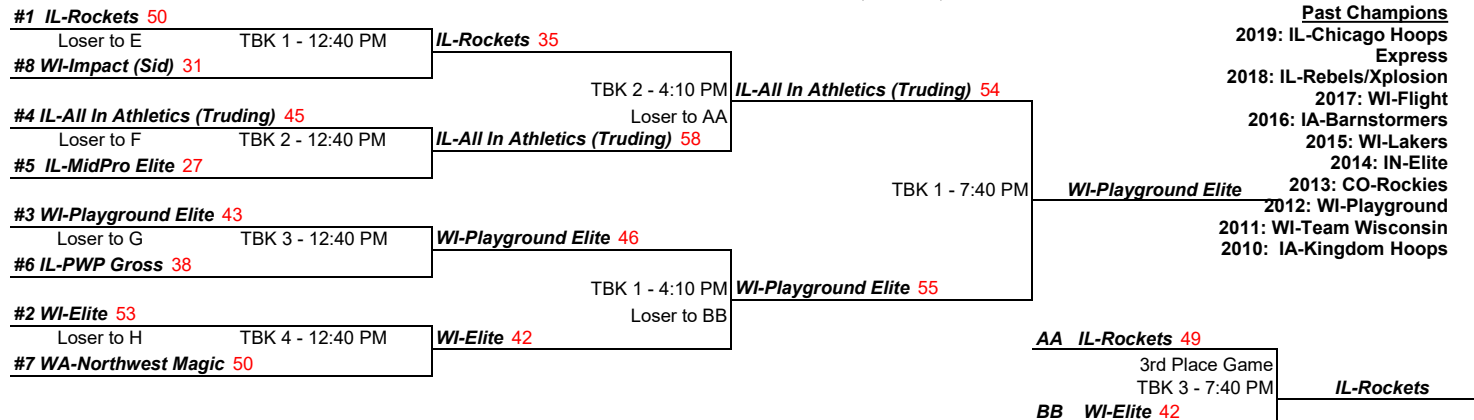 #1 IL-Rockets 50
Loser to E TBK 1 - 12:40 PM
#8 WI-Impact (Sid) 31
IL-Rockets 35
#4 IL-All In Athletics (Truding) 45
Loser to F TBK 2 - 12:40 PM
#5 IL-MidPro Elite 27
IL-All In Athletics (Truding) 58
TBK 2 - 4:10 PM
Loser to AA
IL-All In Athletics (Truding) 54
#3 WI-Playground Elite 43
Loser to G TBK 3 - 12:40 PM
#6 IL-PWP Gross 38
WI-Playground Elite 46
#2 WI-Elite 53
Loser to H TBK 4 - 12:40 PM
#7 WA-Northwest Magic 50
WI-Elite 42
TBK 1 - 4:10 PM
Loser to BB
WI-Playground Elite 55
TBK 1 - 7:40 PM
WI-Playground Elite
Past Champions
2019: IL-Chicago Hoops
Express
2018: IL-Rebels/Xplosion
2017: WI-Flight
2016: IA-Barnstormers
2015: WI-Lakers
2014: IN-Elite
2013: CO-Rockies
2012: WI-Playground
2011: WI-Team Wisconsin
2010: IA-Kingdom Hoops
AA IL-Rockets 49
3rd Place Game
TBK 3 - 7:40 PM
BB WI-Elite 42
IL-Rockets